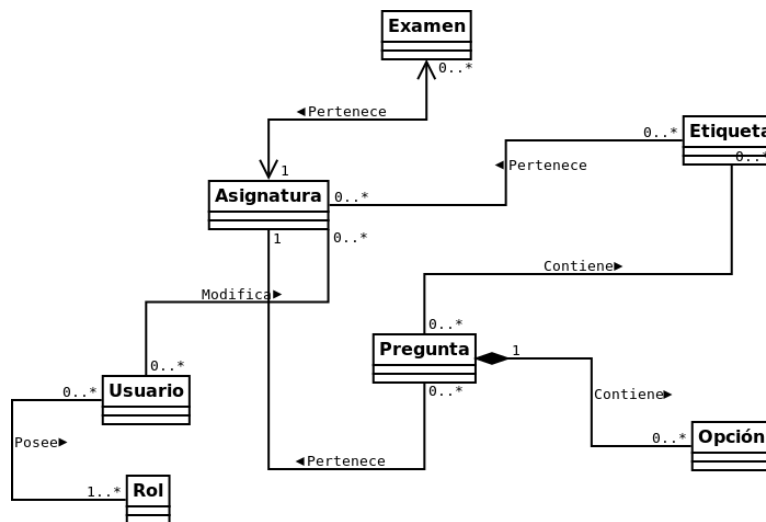 Examen
0..*
◄Pertenece
0..*
Etiqueta
0..*
◄Pertenece
1
Asignatura
0..*
1
0..*
Contiene►
Modifica►
0..*
Pregunta
1
0..*
Usuario
0..*
0..*
Contiene►
Posee►
0..*
Opción
◄Pertenece
1..*
Rol